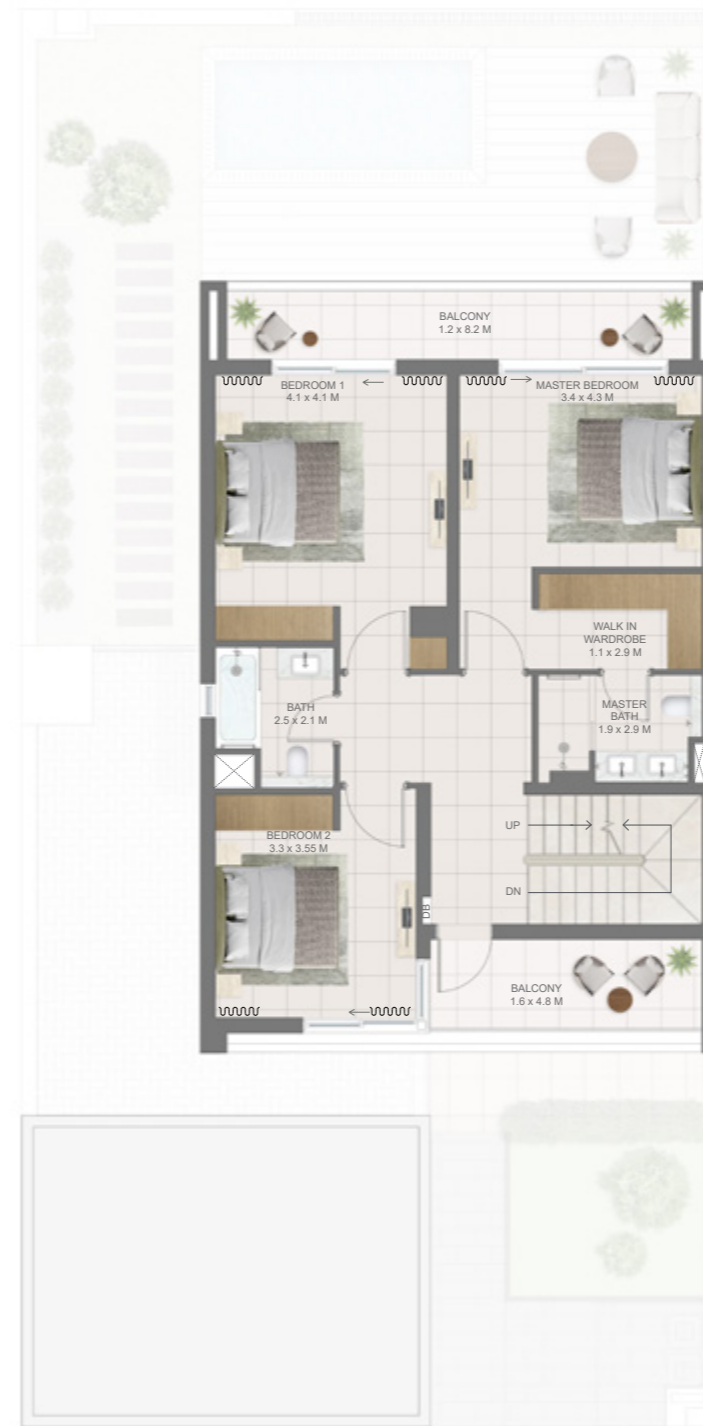 BALCONY
1.2 x 8.2 M
BEDROOM 1
4.1 x 4.1 M
MASTER BEDROOM
3.4 x 4.3 M
WALK IN
WARDROBE
1.1 x 2.9 M
BATH
2.5 x 2.1 M
MASTER
BATH
1.9 x 2.9 M
UP
BEDROOM 2
3.3 x 3.55 M
DN
DB
BALCONY
1.6 x 4.8 M